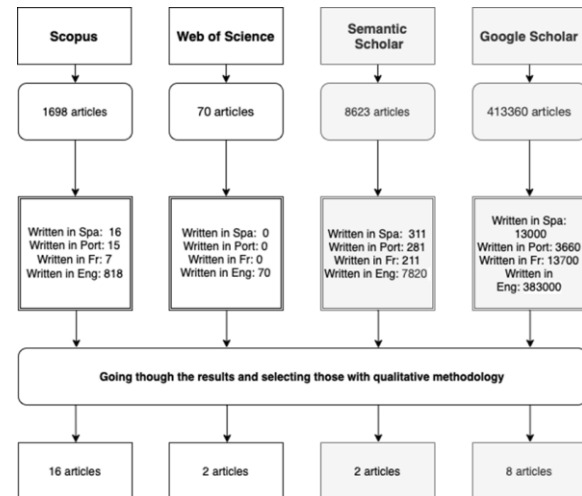 Scopus
Web of Science
Semantic
Scholar
Google Scholar
1698 articles
70 articles
8623 articles
413360 articles
Written in Spa: 16
Written in Port: 15
Written in Fr: 7
Written in Eng: 818
Written in Spa: 0
Written in Port: 0
Written in Fr: 0
Written in Eng: 70
Written in Spa: 311
Written in Port: 281
Written in Fr: 211
Written in Eng: 7820
Written in Spa:
13000
Written in Port: 3660
Written in Fr: 13700
Written in
Eng: 383000
Going though the results and selecting those with qualitative methodology
16 articles
2 articles
2 articles
8 articles